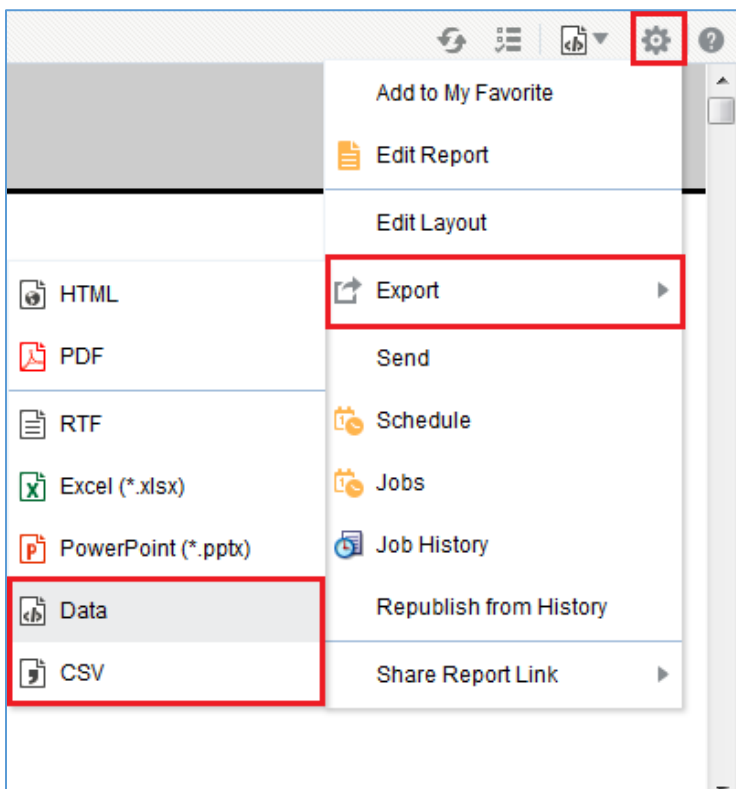 Add to My Favorite
Edit Report
Edit Layout
Export
Send
Schedule
Jobs
Job History
Republish from History
Share Report Link
HTML
PDF
RTF
Excel (*.xlsx)
PowerPoint (*.pptx)
Data
CSV